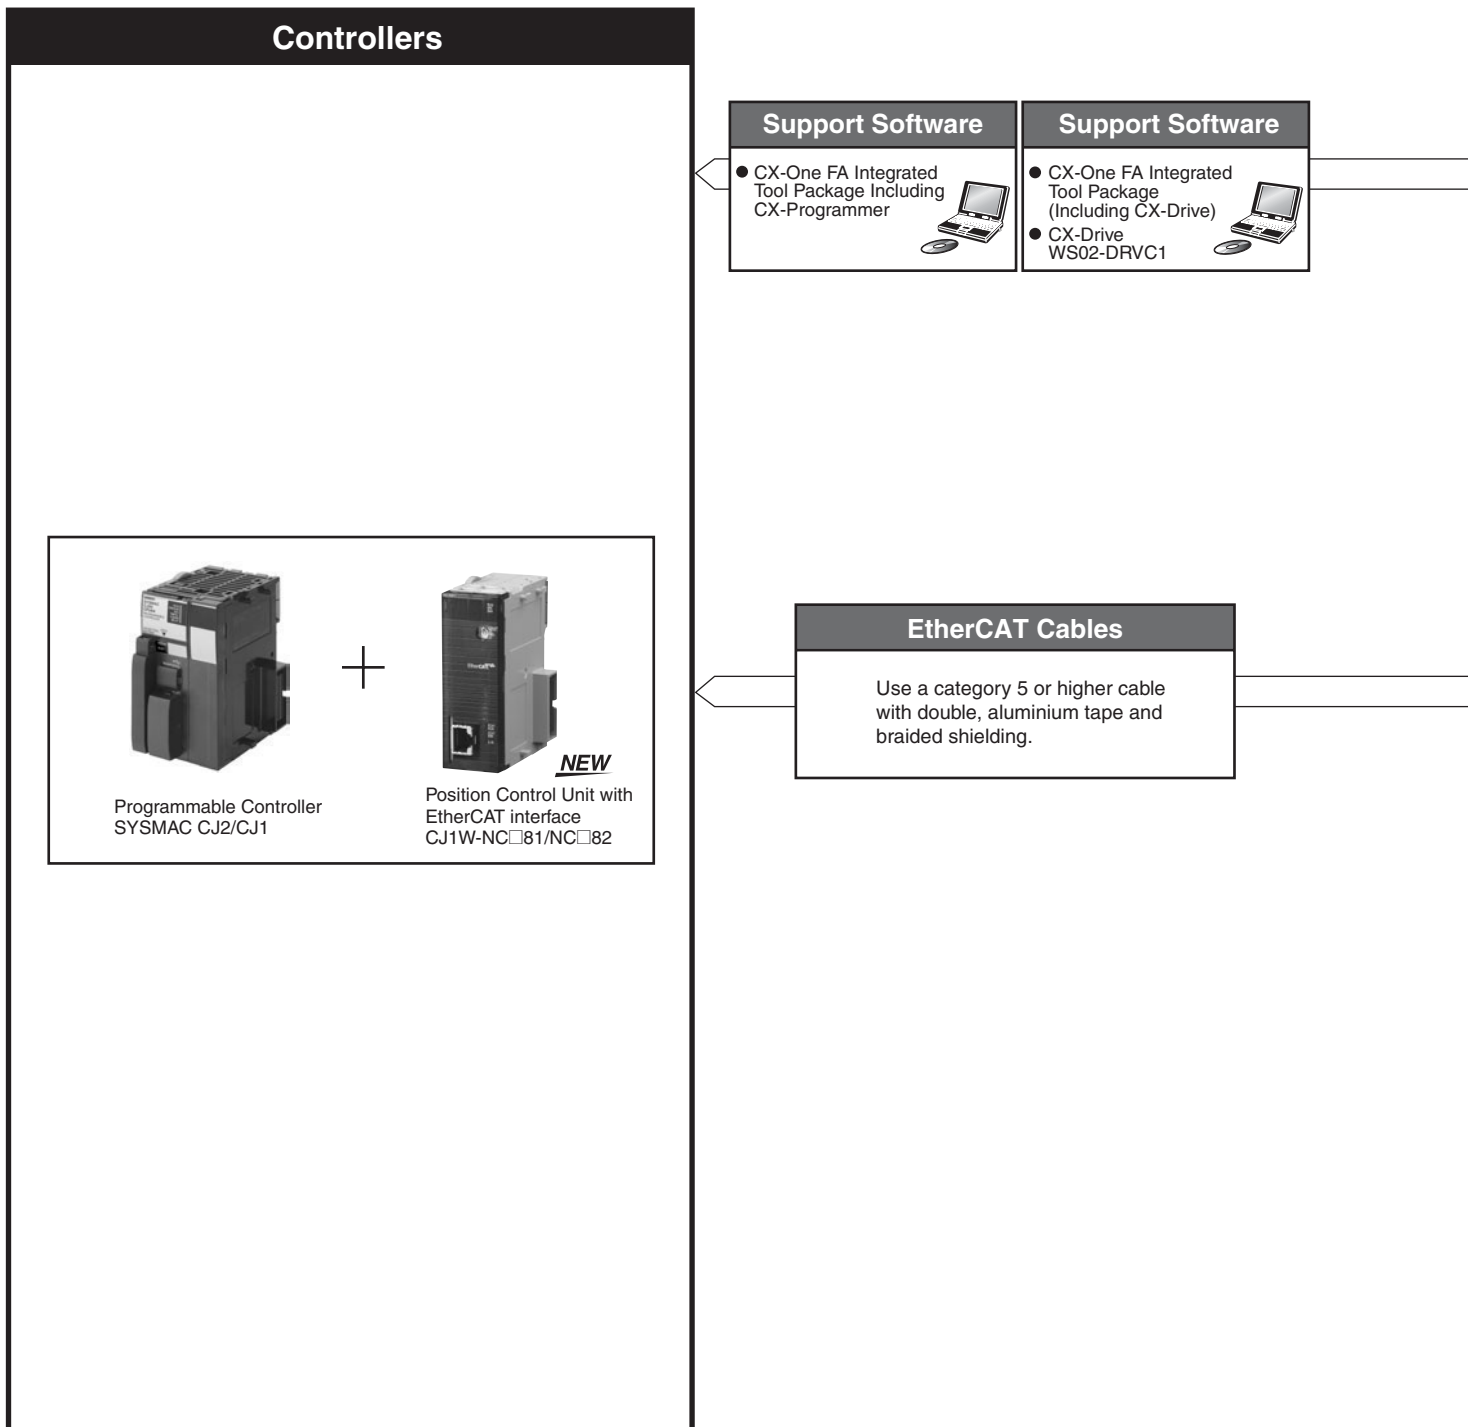 Controllers
Support Software
● CX-One FA Integrated
Tool Package Including
CX-Programmer
Support Software
● CX-One FA Integrated
Tool Package
(Including CX-Drive)
● CX-Drive
WS02-DRVC1
NEW
Programmable Controller
SYSMAC CJ2/CJ1
Position Control Unit with
EtherCAT interface
CJ1W-NC□81/NC□82
EtherCAT Cables
Use a category 5 or higher cable
with double, aluminium tape and
braided shielding.